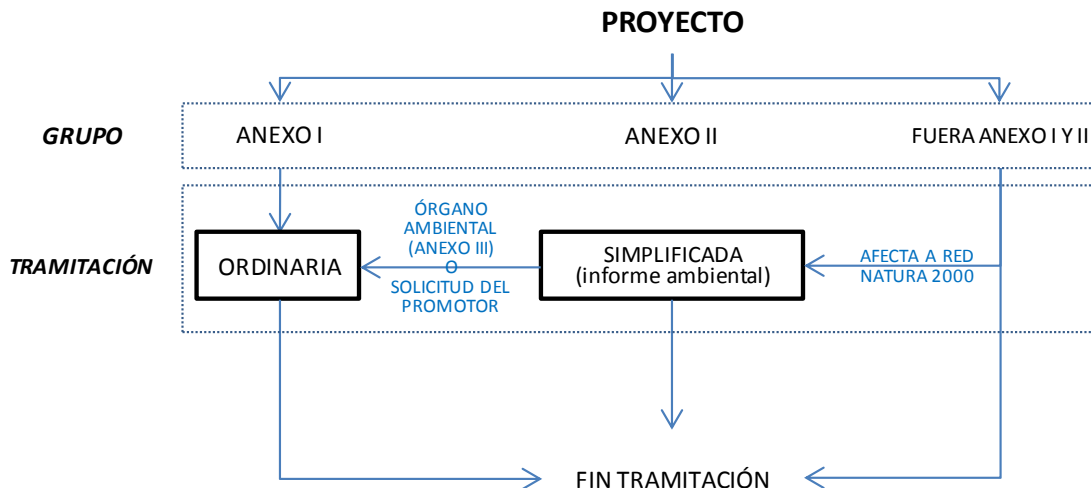 PROYECTO
GRUPO
ANEXO I
ANEXO II
FUERA ANEXO I Y II
TRAMITACIÓN
ORDINARIA
ÓRGANO
AMBIENTAL
(ANEXO III)
O
SOLICITUD DEL
PROMOTOR
SIMPLIFICADA
(informe ambiental)
AFECTA A RED
NATURA 2000
FIN TRAMITACIÓN